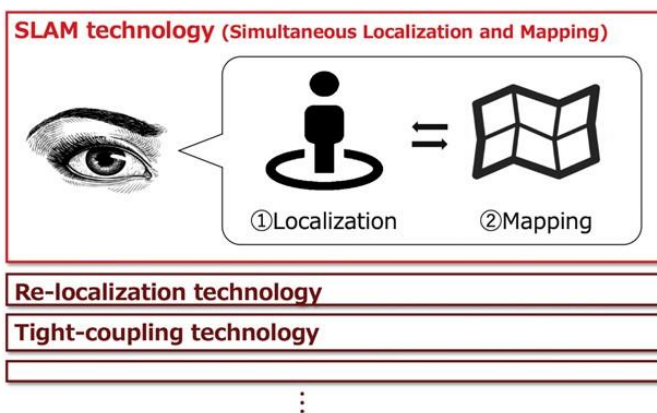 SLAM technology (Simultaneous Localization and Mapping)
①Localization
②Mapping
Re-localization technology
Tight-coupling technology